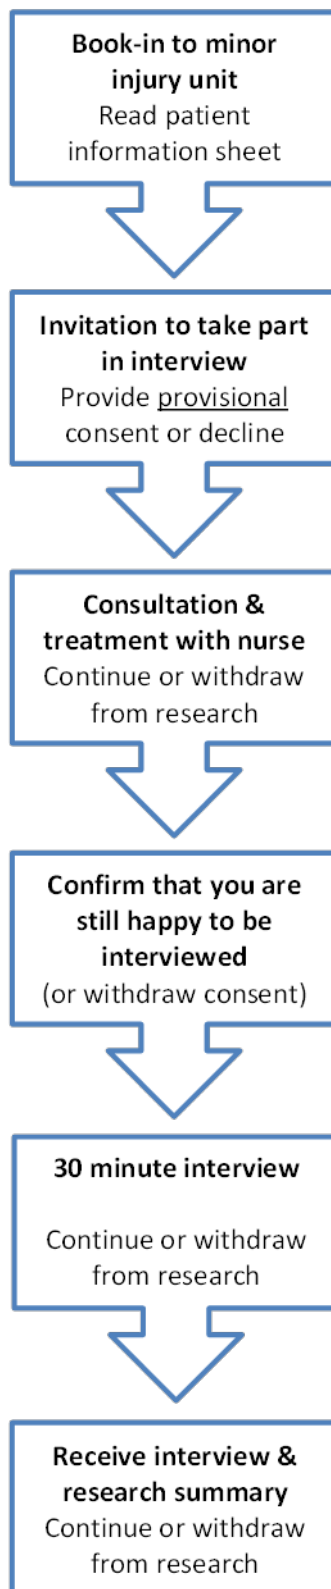 Book-in to minor
injury unit
Read patient
information sheet
Invitation to take part
in interview
Provide provisional
consent or decline
Consultation &
treatment with nurse
Continue or withdraw
from research
Confirm that you are
still happy to be
interviewed
(or withdraw consent)
30 minute interview
Continue or withdraw
from research
Receive interview &
research summary
Continue or withdraw
from research